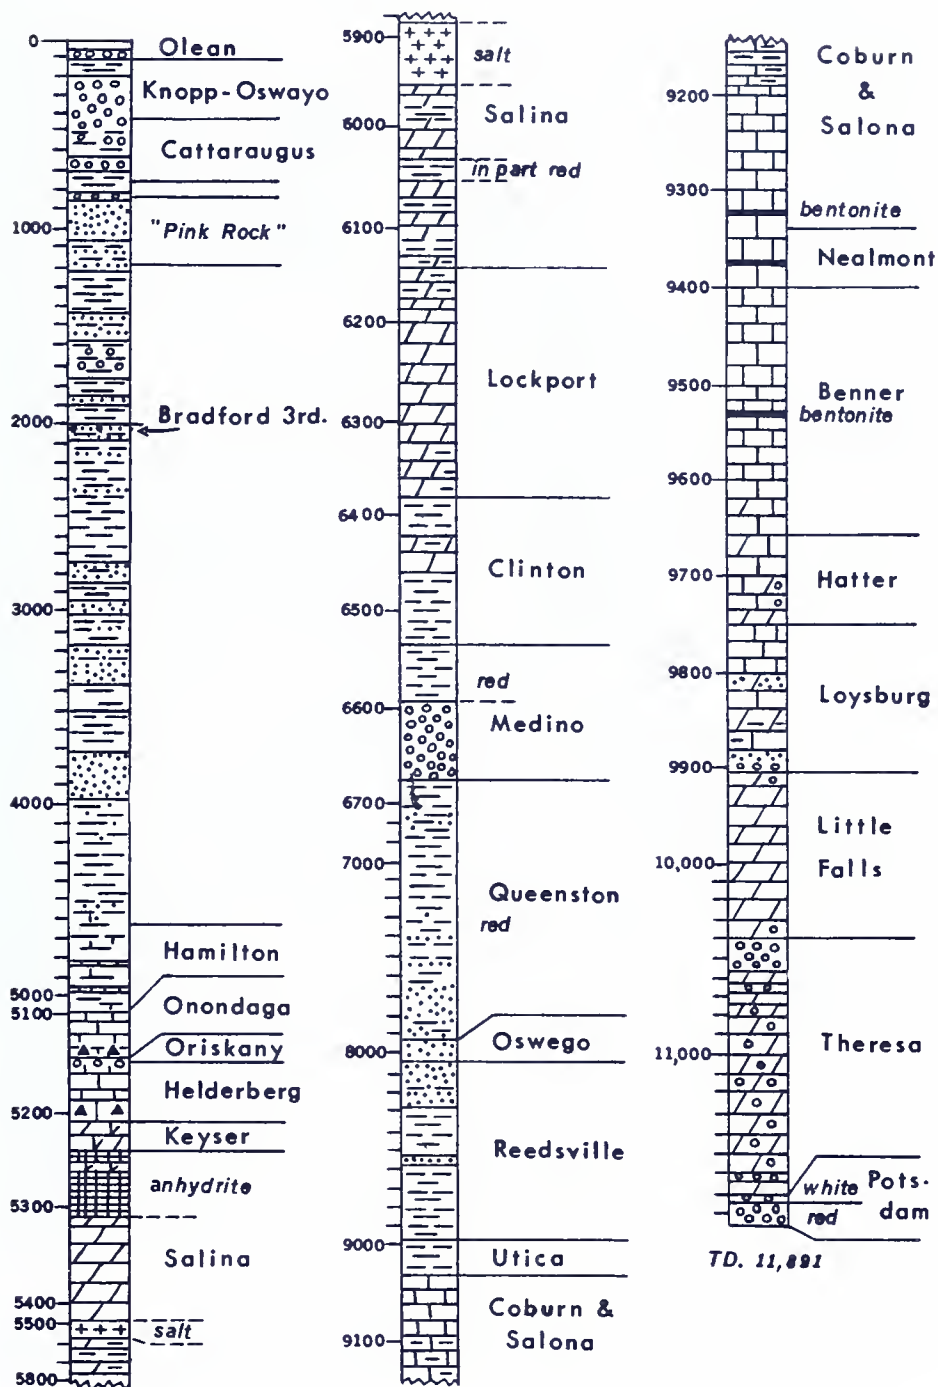 0
Olean
Knopp-Oswayo
Cattaraugus
"Pink Rock"
1000
2000
Bradford 3rd.
3000
4000
Hamilton
5000
Onondaga
5100
Oriskany
Helderberg
5200
Keyser
anhydrite
5300
Salina
5400
5500
salt
5800
5900
salt
Salina
6000
in part red
6100
6200
Lockport
6300
6400
Clinton
6500
red
6600
Medino
6700
7000
Queenston
red
Oswego
8000
Reedsville
9000
Utica
Coburn &
Salona
9100
Coburn
&
Salona
9200
9300
bentonite
Nealmont
9400
9500
Benner
bentonite
9600
9700
Hatter
9800
Loysburg
9900
Little
Falls
10,000
Theresa
11,000
white
Pots-
dam
red
TD. 11,891